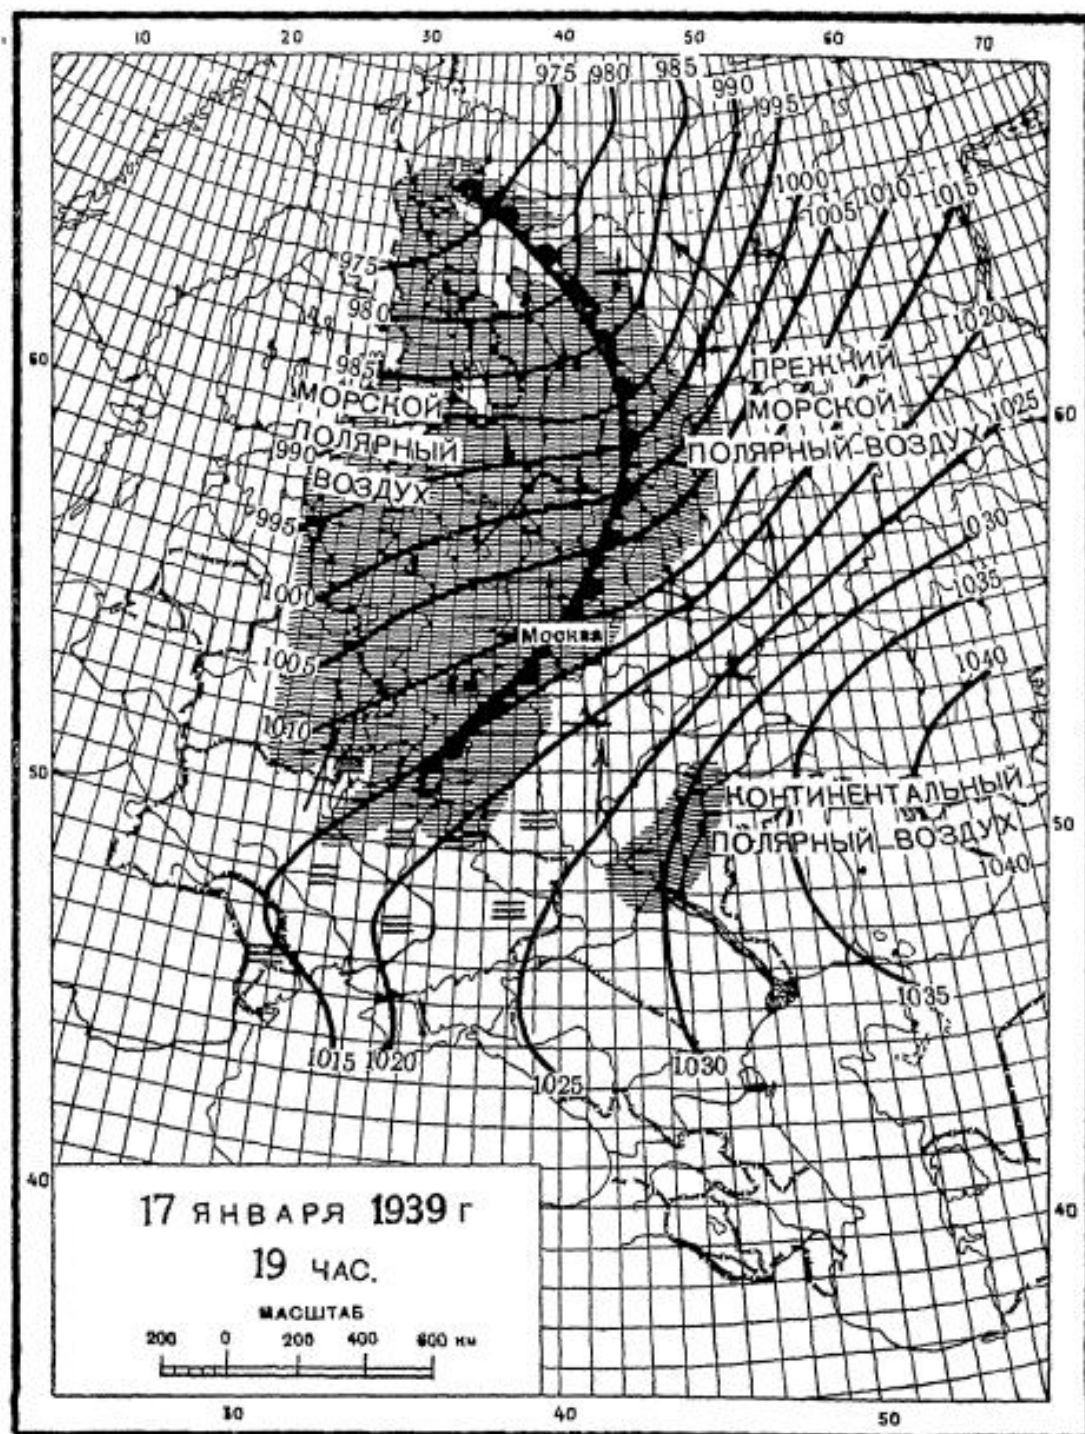 10 20 30 40 50 60 70
975 980 985
990
995
1000 1010 1015
1005
975
1020
980
60
985
ПРЕЖНИЙ
МОРСКОЙ
МОРСКОЙ
1025
60
ПОЛЯРНЫЙ
ПОЛЯРНЫЙ ВОЗДУХ
990
ВОЗДУХ
995
1030
1000
1035
Москва
1005
1040
1010
50
КОНТИНЕНТАЛЬНЫЙ
ПОЛЯРНЫЙ ВОЗДУХ
50
1040
1035
1015 1020
1025
1030
40
40
17 ЯНВАРЯ 1939 Г
19 ЧАС.
МАСШТАБ
200 0 200 400 600 км
30 40 50